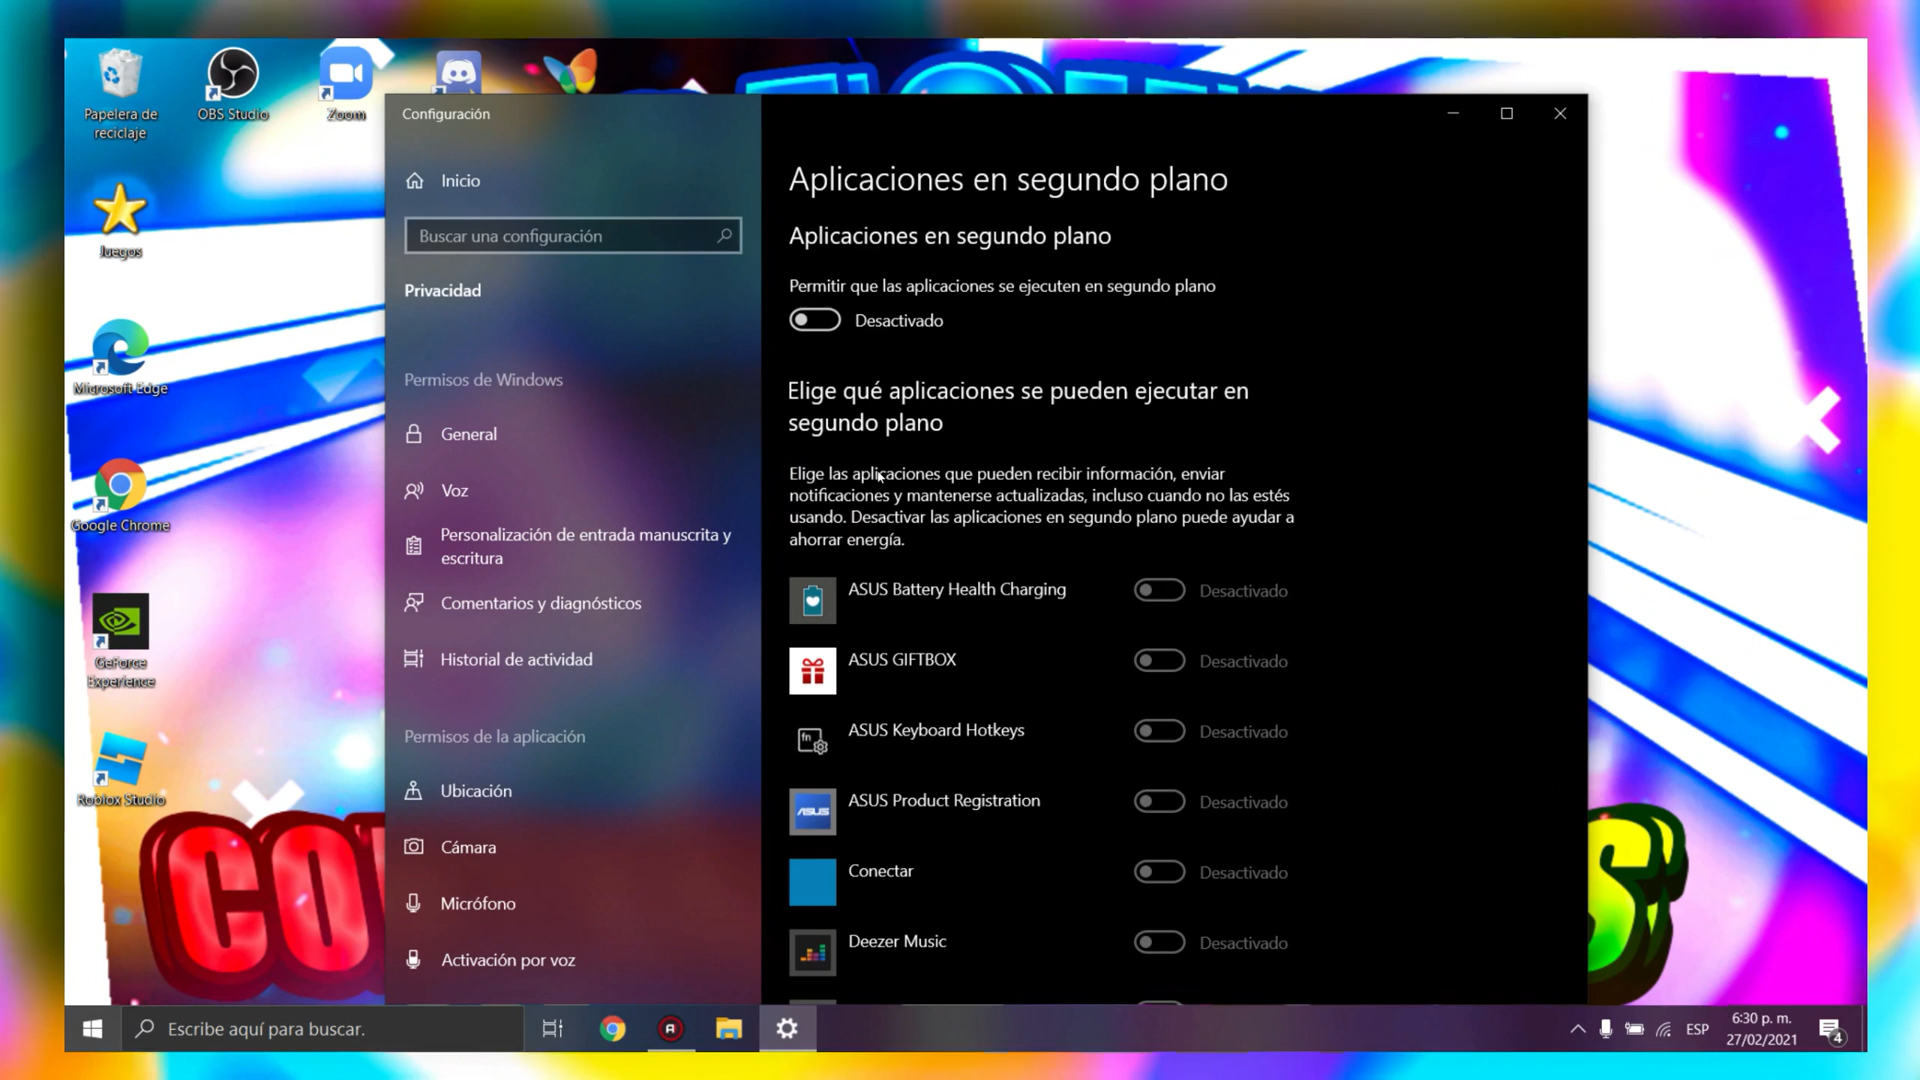 Papelera de
reciclaje
OBS Studio
Zoom
Juegos
Microsoft Edge
Google Chrome
GeForce
Experience
Roblox Studio
CO
S
Configuración
Inicio
Buscar una configuración
Privacidad
Permisos de Windows
General
Voz
Personalización de entrada manuscrita y
escritura
Comentarios y diagnósticos
Historial de actividad
Permisos de la aplicación
Ubicación
Cámara
Micrófono
Activación por voz
Aplicaciones en segundo plano
Aplicaciones en segundo plano
Permitir que las aplicaciones se ejecuten en segundo plano
Desactivado
Elige qué aplicaciones se pueden ejecutar en
segundo plano
Elige las aplicaciones que pueden recibir información, enviar
notificaciones y mantenerse actualizadas, incluso cuando no las estés
usando. Desactivar las aplicaciones en segundo plano puede ayudar a
ahorrar energía.
ASUS Battery Health Charging Desactivado
ASUS GIFTBOX Desactivado
fn
ASUS Keyboard Hotkeys Desactivado
ASUS
ASUS Product Registration Desactivado
Conectar Desactivado
Deezer Music Desactivado
Escribe aquí para buscar.
A
ESP
6:30 p. m.
27/02/2021
4